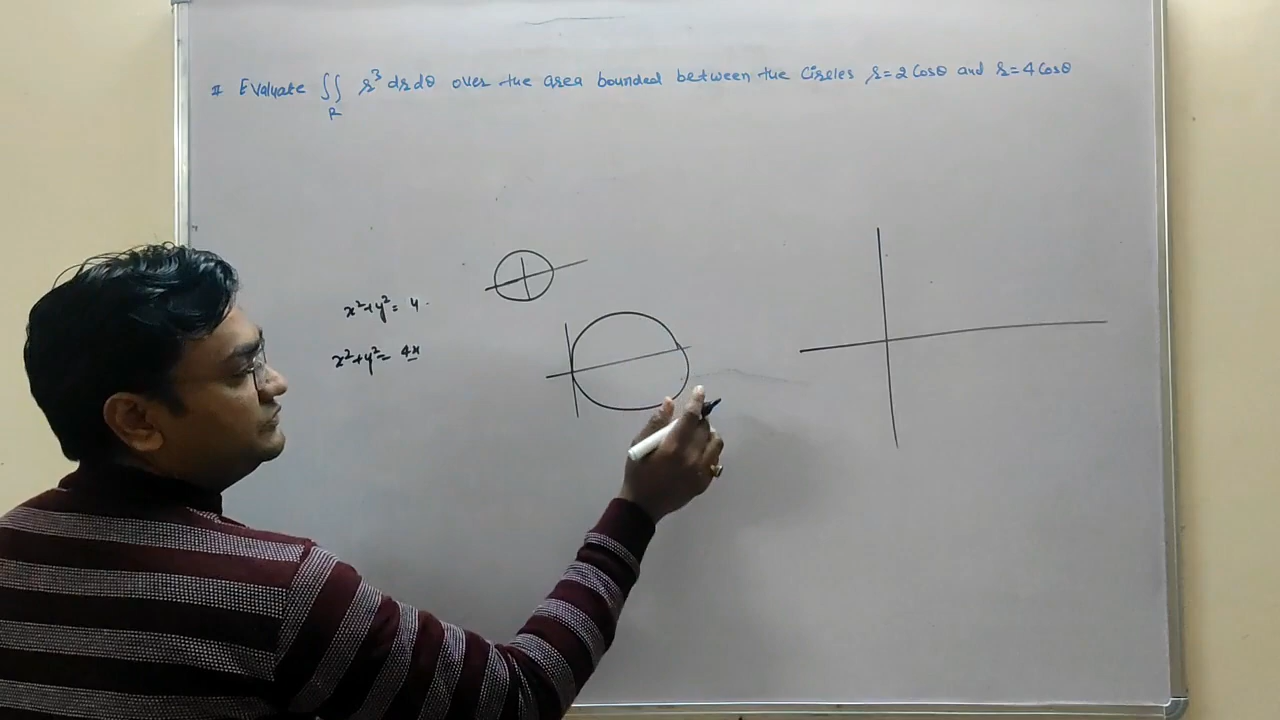 # Evaluate ∬ r³ dr dθ over the area bounded between the Circles r=2 Cosθ and r=4 Cosθ
R
x²+y²= 4
x²+y²= 4x